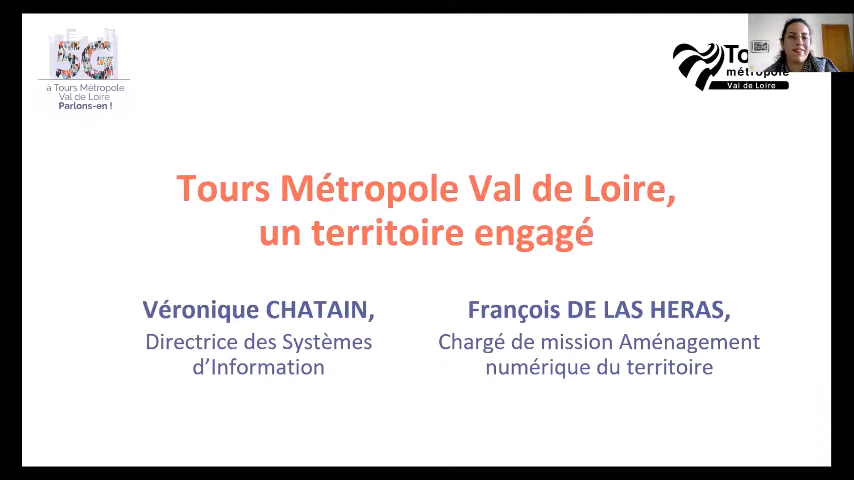 5G
à Tours Métropole
Val de Loire
Parlons-en !
métropole
Val de Loire
Tours Métropole Val de Loire,
un territoire engagé
Véronique CHATAIN,
Directrice des Systèmes
d'Information
François DE LAS HERAS,
Chargé de mission Aménagement
numérique du territoire